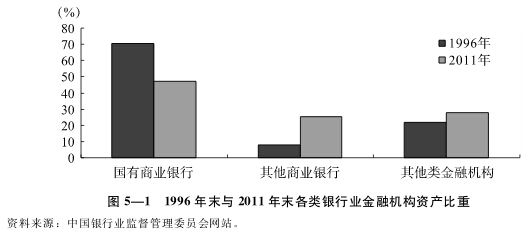 (%)
80
70
60
50
40
30
20
10
0
1996年
2011年
国有商业银行 其他商业银行 其他类金融机构
图 5—1 1996 年末与 2011 年末各类银行业金融机构资产比重
资料来源：中国银行业监督管理委员会网站。